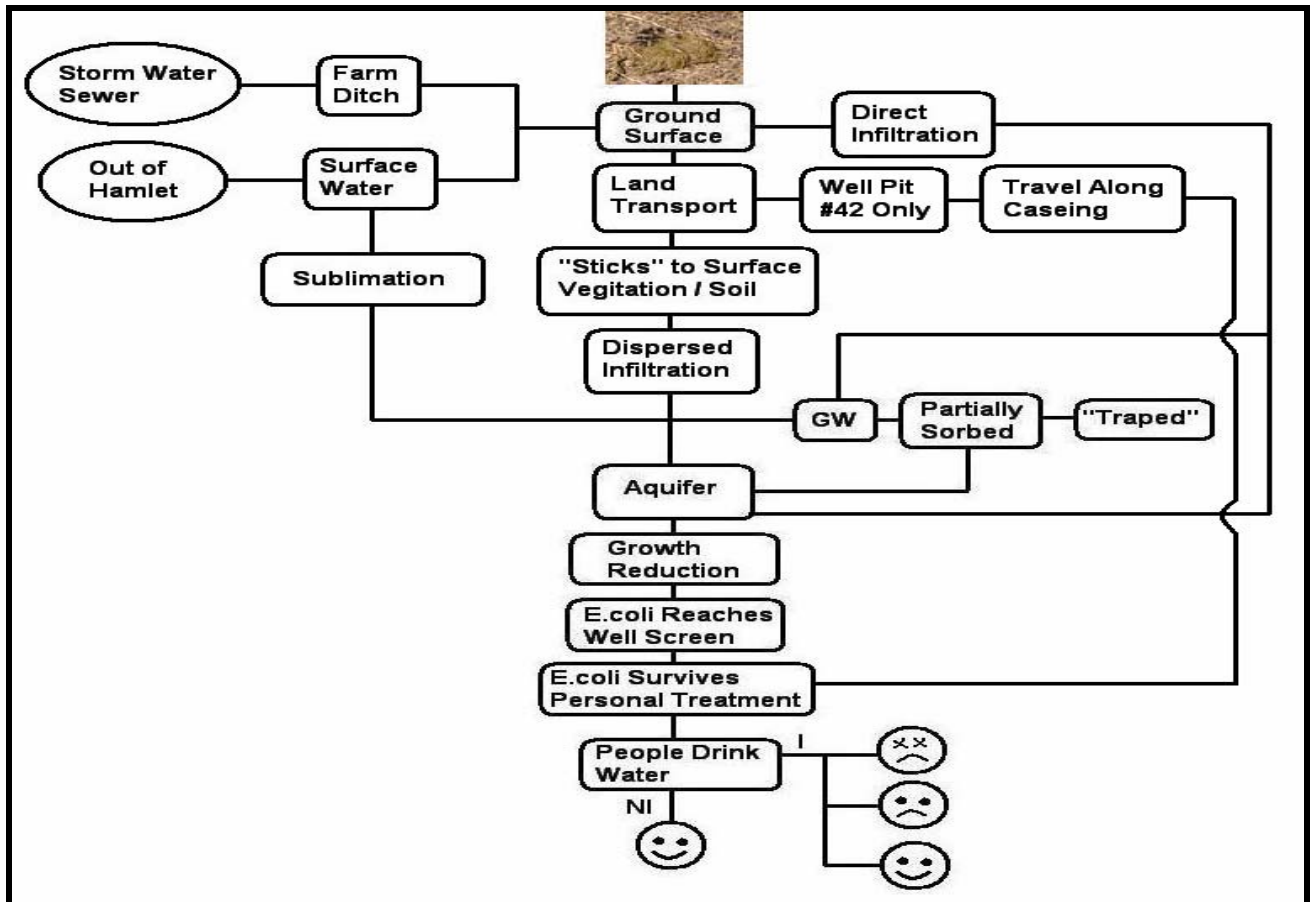 Storm Water
Sewer
Farm
Ditch
Ground
Surface
Direct
Infiltration
Out of
Hamlet
Surface
Water
Land
Transport
Well Pit
#42 Only
Travel Along
Caseing
Sublimation
"Sticks" to Surface
Vegitation / Soil
Dispersed
Infiltration
GW
Partially
Sorbed
"Traped"
Aquifer
Growth
Reduction
E.coli Reaches
Well Screen
E.coli Survives
Personal Treatment
People Drink
Water
I
NI